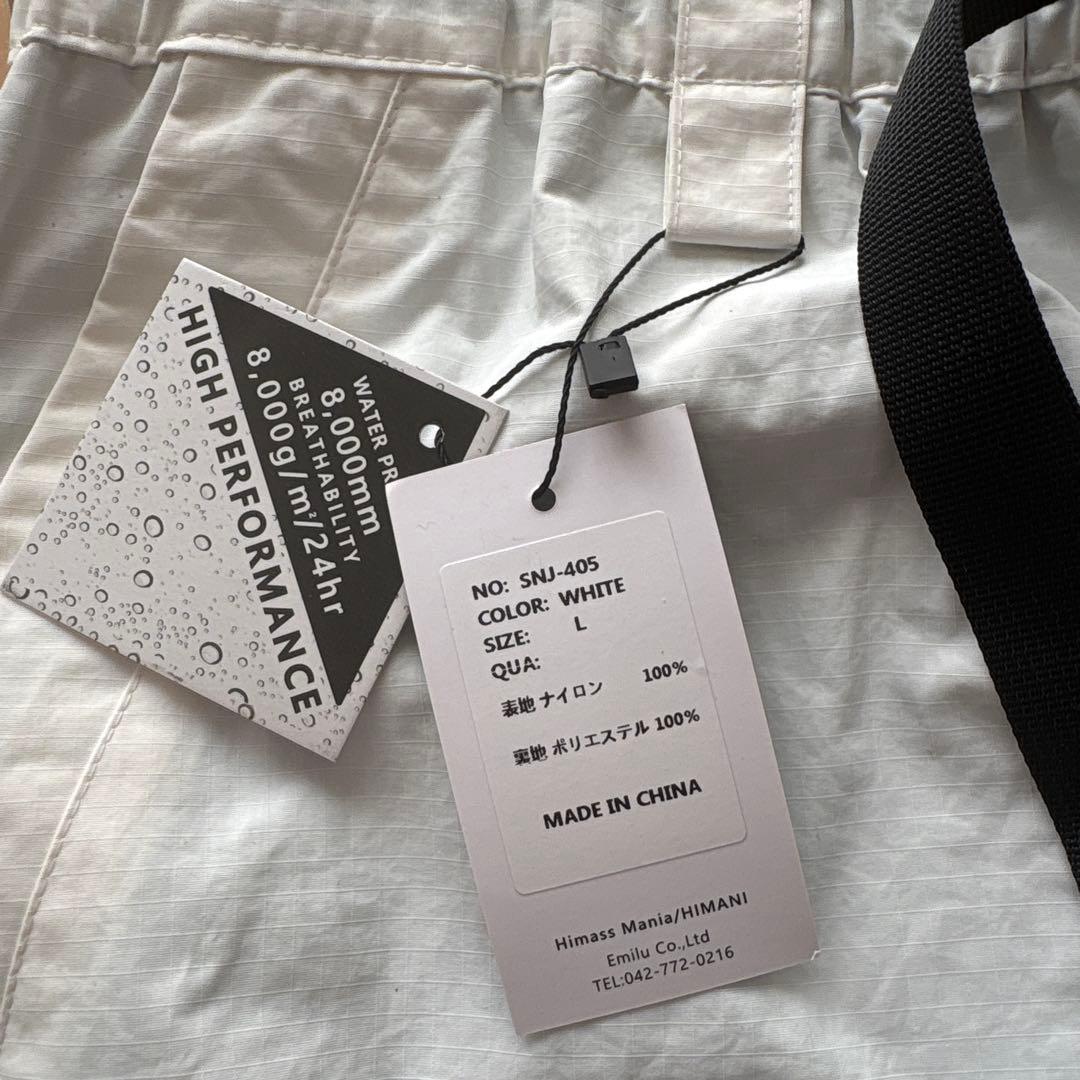 HIGH PERFORMANCE
WATER PR
8,000mm
BREATHABILITY
8,000g/m²/24hr
NO: SNJ-405
COLOR: WHITE
SIZE: L
QUA:
表地 ナイロン 100%
裏地 ポリエステル 100%
MADE IN CHINA
Himass Mania/HIMANI
Emilu Co.,Ltd
TEL:042-772-0216